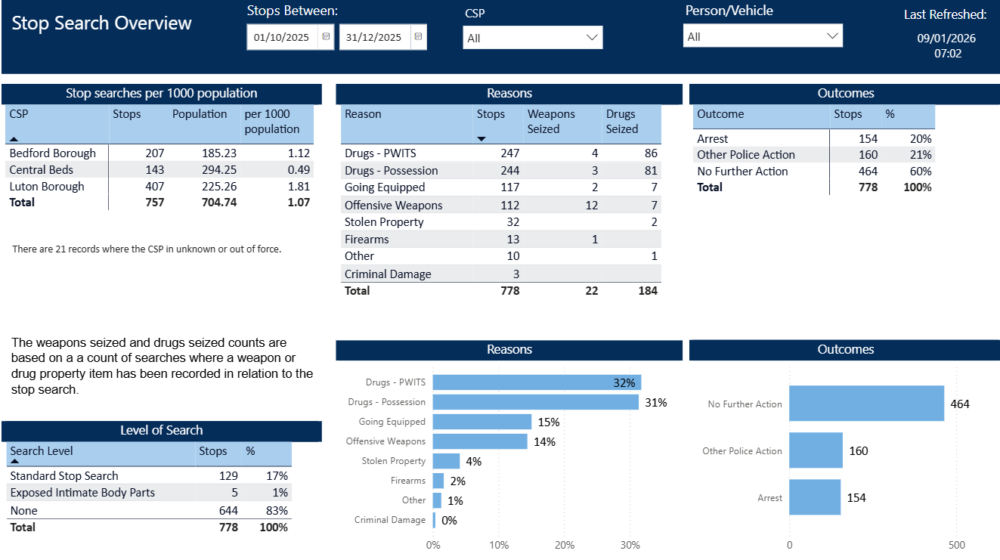 Stop Search Overview
Stops Between:
01/10/2025 31/12/2025
CSP
All
Person/Vehicle
All
Last Refreshed:
09/01/2026
07:02
Stop searches per 1000 population
CSP Stops Population per 1000 population
Bedford Borough 207 185.23 1.12
Central Beds 143 294.25 0.49
Luton Borough 407 225.26 1.81
Total 757 704.74 1.07
There are 21 records where the CSP in unknown or out of force.
Reasons
Reason Stops Weapons Seized Drugs Seized
Drugs - PWITS 247 4 86
Drugs - Possession 244 3 81
Going Equipped 117 2 7
Offensive Weapons 112 12 7
Stolen Property 32 2
Firearms 13 1
Other 10 1
Criminal Damage 3
Total 778 22 184
Outcomes
Outcome Stops %
Arrest 154 20%
Other Police Action 160 21%
No Further Action 464 60%
Total 778 100%
The weapons seized and drugs seized counts are
based on a a count of searches where a weapon or
drug property item has been recorded in relation to the
stop search.
Level of Search
Search Level Stops %
Standard Stop Search 129 17%
Exposed Intimate Body Parts 5 1%
None 644 83%
Total 778 100%
Reasons
Drugs - PWITS 32%
Drugs - Possession 31%
Going Equipped 15%
Offensive Weapons 14%
Stolen Property 4%
Firearms 2%
Other 1%
Criminal Damage 0%
0% 10% 20% 30%
Outcomes
No Further Action 464
Other Police Action 160
Arrest 154
0 500